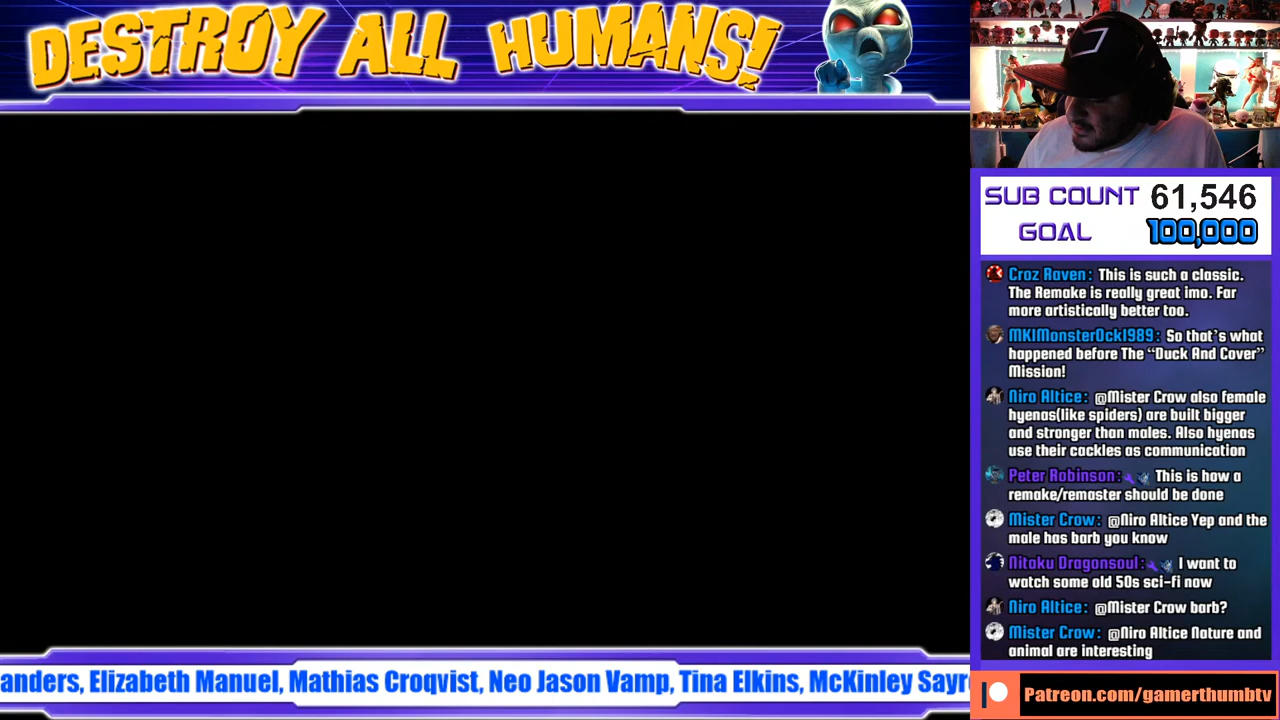 DESTROY ALL HUMANS!
SUB COUNT 61,546
GOAL 100,000
Croz Raven: This is such a classic.
The Remake is really great imo. Far
more artistically better too.
MK1MonsterOck1989: So that's what
happened before The “Duck And Cover”
Mission!
Niro Altice: @Mister Crow also female
hyenas(like spiders) are built bigger
and stronger than males. Also hyenas
use their cackles as communication
Peter Robinson: This is how a
remake/remaster should be done
Mister Crow: @Niro Altice Yep and the
male has barb you know
Nitaku Dragonsoul: I want to
watch some old 50s sci-fi now
Niro Altice: @Mister Crow barb?
Mister Crow: @Niro Altice Nature and
animal are interesting
anders, Elizabeth Manuel, Mathias Croqvist, Neo Jason Vamp, Tina Elkins, McKinley Sayr
Patreon.com/gamerthumbtv